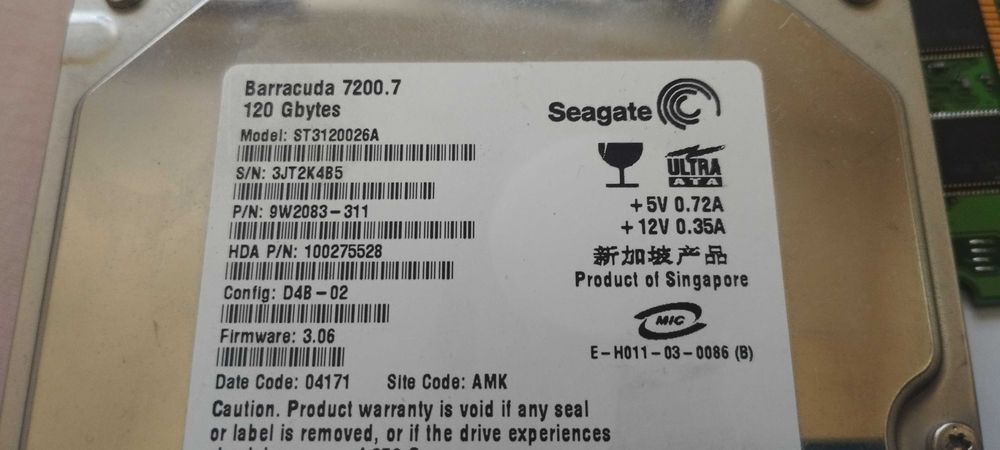 Barracuda 7200.7
120 Gbytes
Model: ST3120026A
S/N: 3JT2K4B5
P/N: 9W2083-311
HDA P/N: 100275528
Config: D4B-02
Firmware: 3.06
Date Code: 04171 Site Code: AMK
Caution. Product warranty is void if any seal
or label is removed, or if the drive experiences
Seagate
ULTRA
ATA
+5V 0.72A
+12V 0.35A
新加坡产品
Product of Singapore
MIC
E-H011-03-0086 (B)